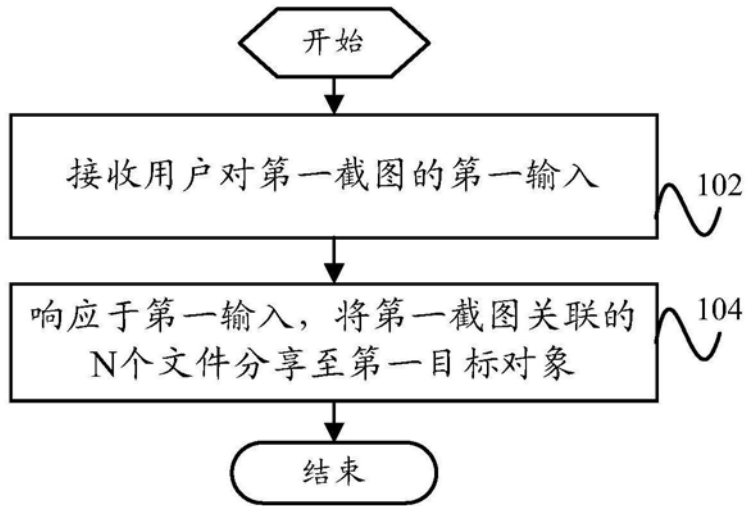 开始
接收用户对第一截图的第一输入
102
响应于第一输入，将第一截图关联的
N个文件分享至第一目标对象
104
结束